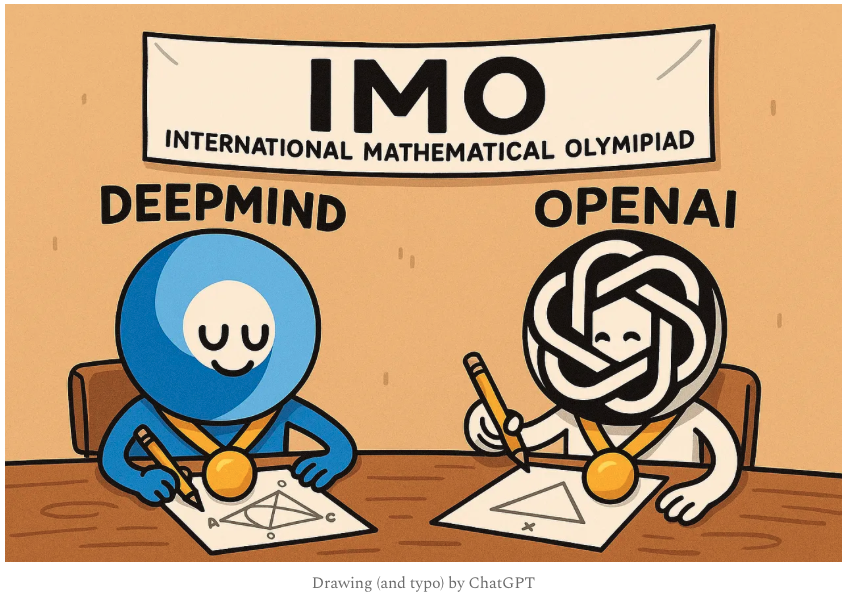 IMO
INTERNATIONAL MATHEMATICAL OLYMIPIAD
DEEPMIND
OPENAI
A
C
O
O
X
Drawing (and typo) by ChatGPT